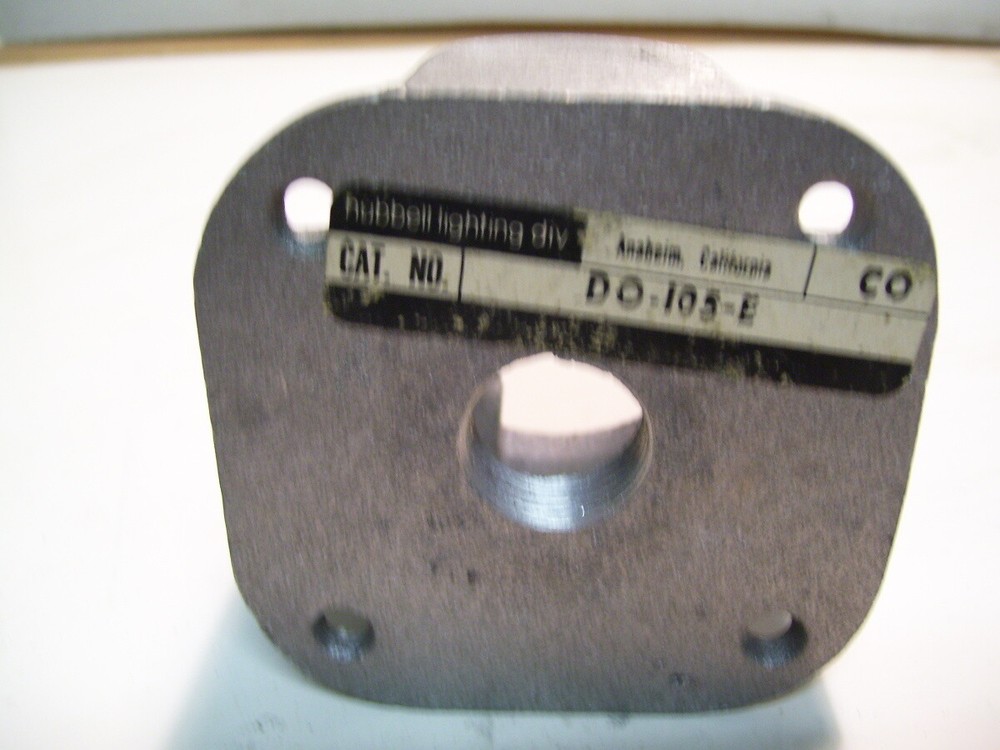 hubbell lighting div Anaheim, California CO
CAT. NO. DO-105-E